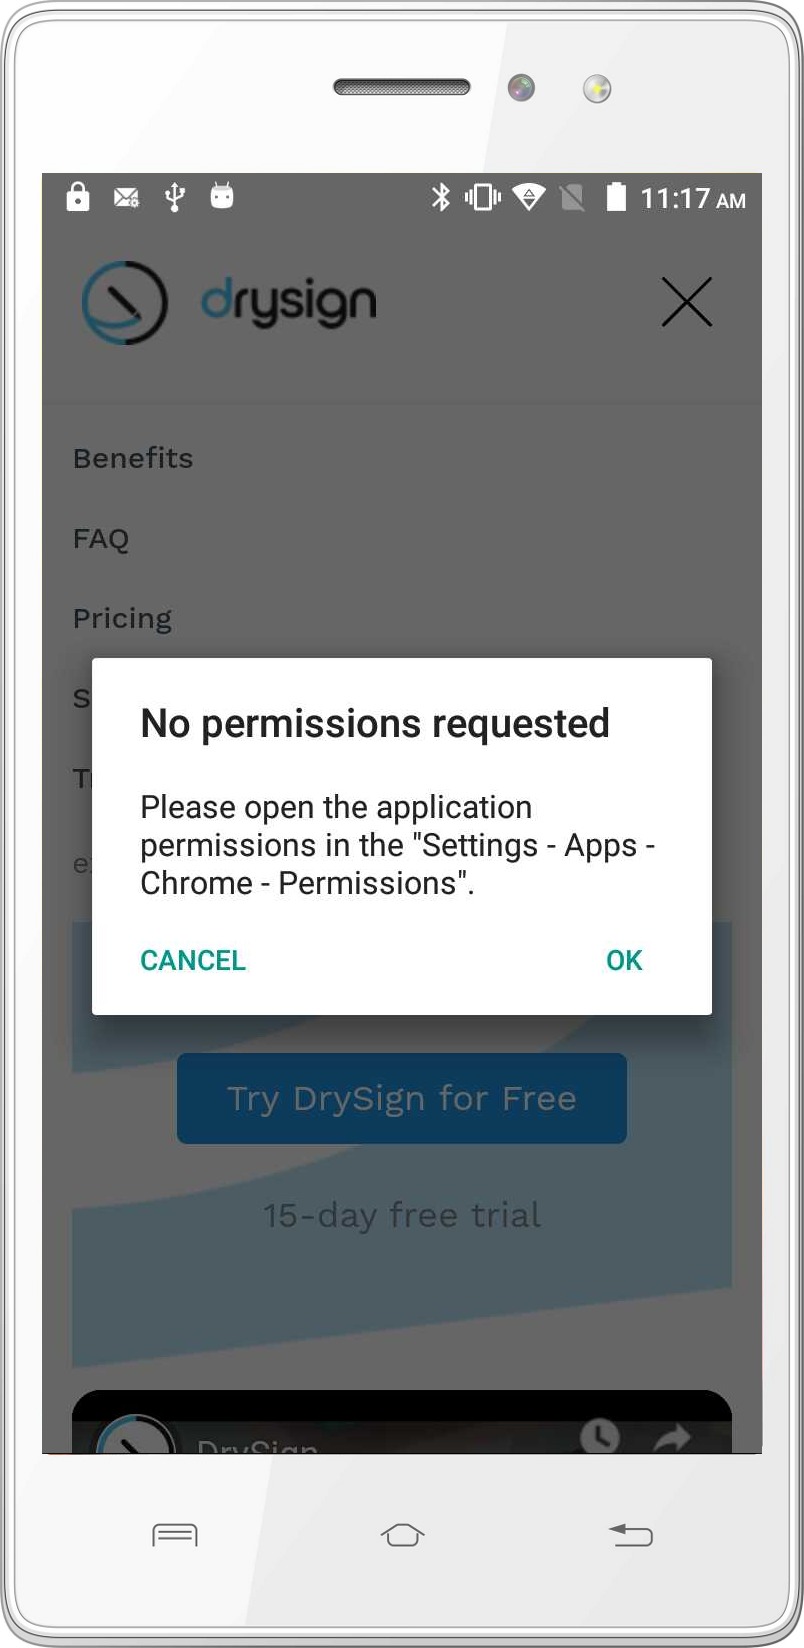 11:17 AM
drysign
Benefits
FAQ
Pricing
No permissions requested
Please open the application
permissions in the "Settings - Apps -
Chrome - Permissions".
CANCEL
OK
Try DrySign for Free
15-day free trial
DrySign